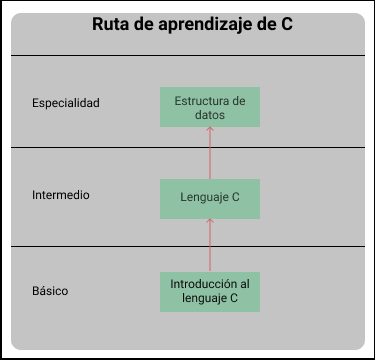 Ruta de aprendizaje de C
Especialidad
Estructura de
datos
Intermedio
Lenguaje C
Básico
Introducción al
lenguaje C